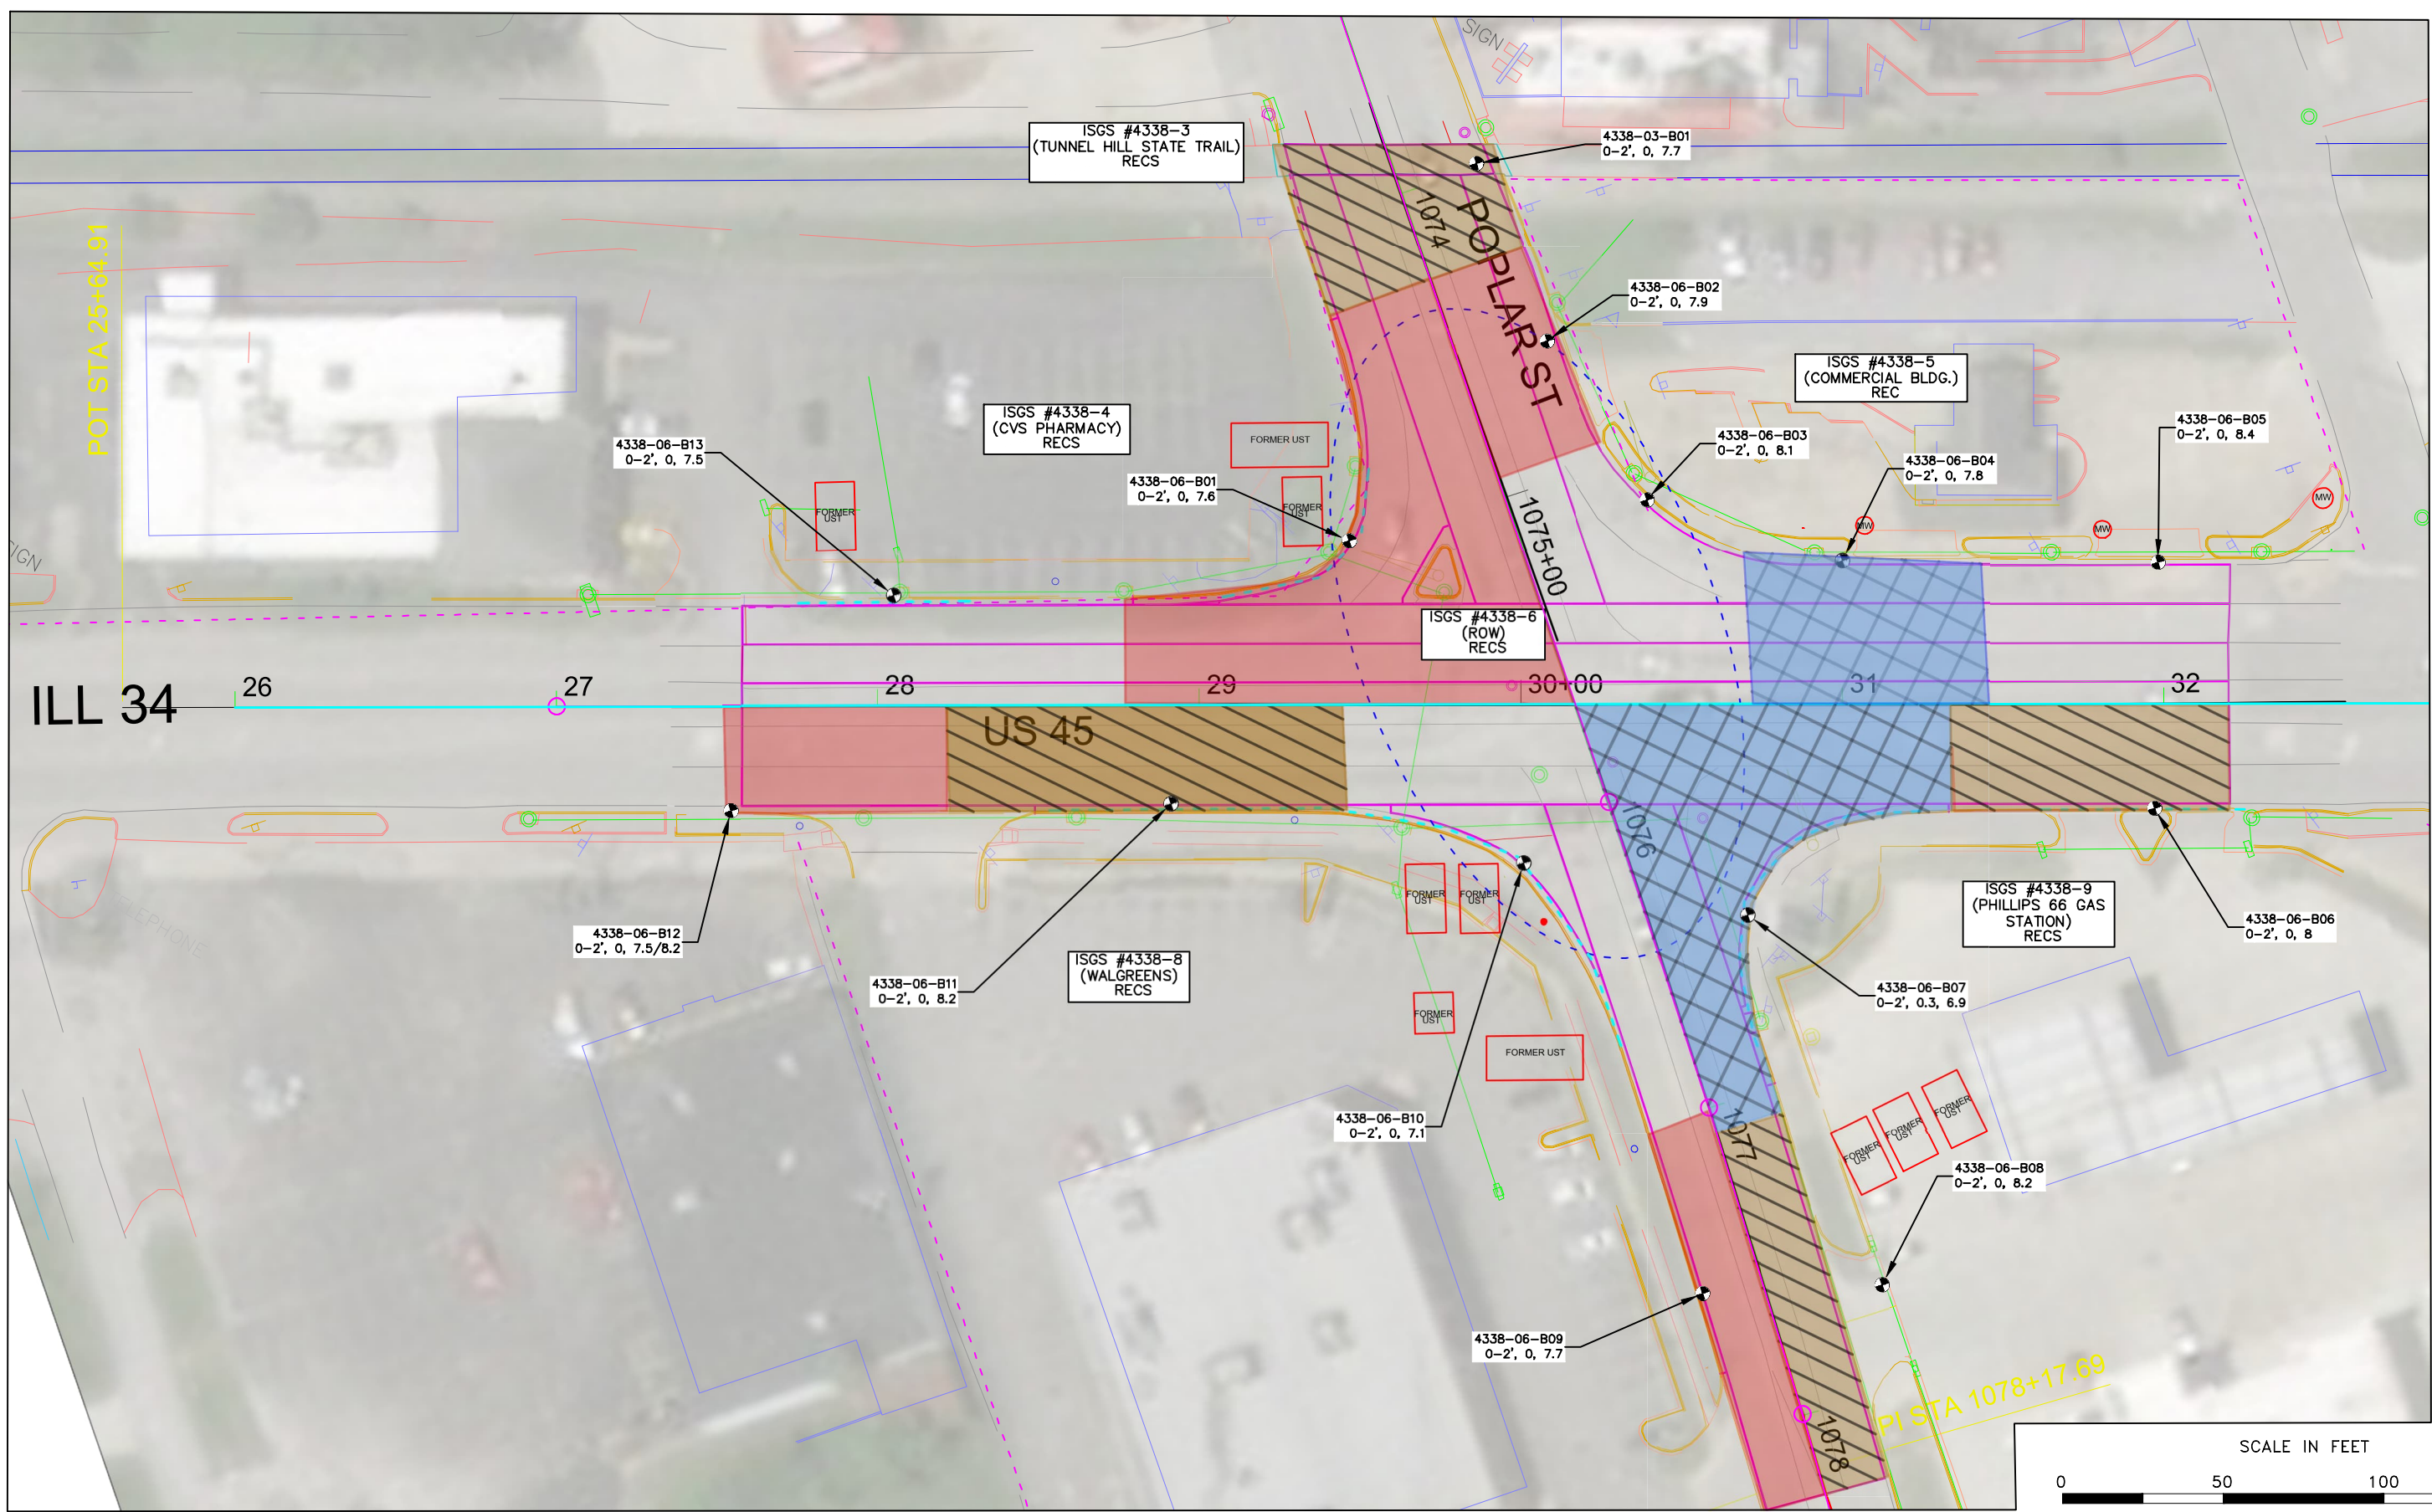 SIGN
ISGS #4338-3
(TUNNEL HILL STATE TRAIL)
RECS
4338-03-B01
0-2', 0, 7.7
1074
POPLAR ST
POT STA 25+64.91
4338-06-B02
0-2', 0, 7.9
ISGS #4338-5
(COMMERCIAL BLDG.)
REC
ISGS #4338-4
(CVS PHARMACY)
RECS
FORMER UST
4338-06-B13
0-2', 0, 7.5
4338-06-B03
0-2', 0, 8.1
4338-06-B05
0-2', 0, 8.4
4338-06-B04
0-2', 0, 7.8
4338-06-B01
0-2', 0, 7.6
FORMER
UST
FORMER
UST
MW
MW
MW
1075+00
SIGN
ISGS #4338-6
(ROW)
RECS
ILL 34
26
27
28
29
30+00
31
32
US 45
1076
FORMER
UST
FORMER
UST
TELEPHONE
4338-06-B12
0-2', 0, 7.5/8.2
ISGS #4338-8
(WALGREENS)
RECS
4338-06-B11
0-2', 0, 8.2
ISGS #4338-9
(PHILLIPS 66 GAS
STATION)
RECS
4338-06-B06
0-2', 0, 8
4338-06-B07
0-2', 0.3, 6.9
FORMER
UST
FORMER UST
4338-06-B10
0-2', 0, 7.1
1077
FORMER
UST
FORMER
UST
FORMER
UST
4338-06-B08
0-2', 0, 8.2
4338-06-B09
0-2', 0, 7.7
PI STA 1078+17.69
1078
SCALE IN FEET
0
50
100